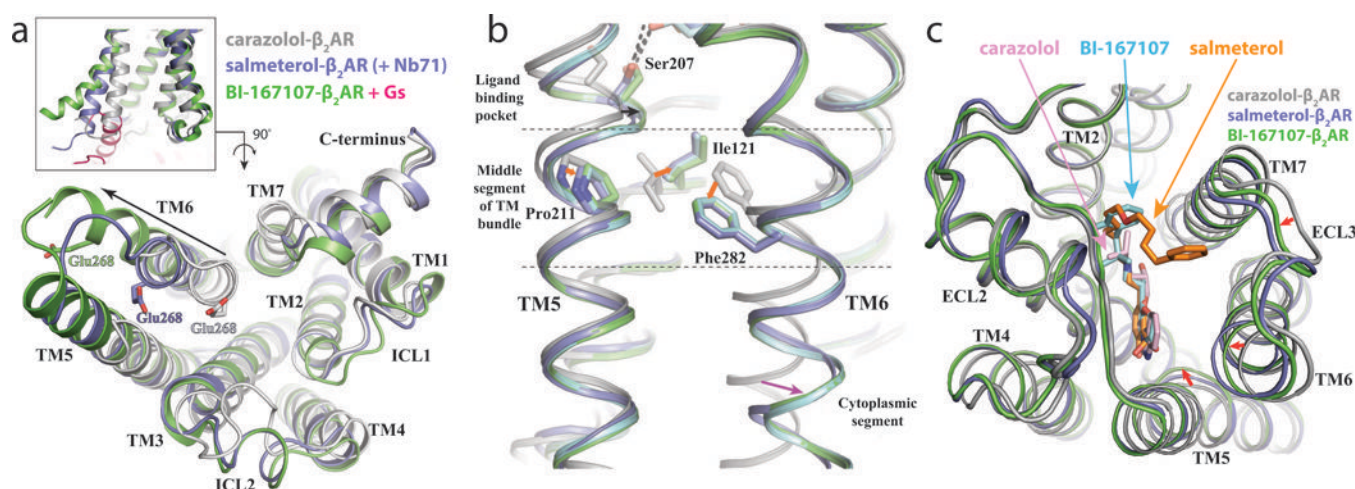 a
carazolol-β₂AR
salmeterol-β₂AR (+ Nb71)
BI-167107-β₂AR + Gs
90°
C-terminus
TM7
TM6
Glu268
Glu268
Glu268
TM1
TM2
TM5
ICL1
TM3
TM4
ICL2
b
Ser207
Ligand
binding
pocket
Ile121
Middle
segment
of TM
bundle
Pro211
Phe282
TM5
TM6
Cytoplasmic
segment
c
carazolol
BI-167107
salmeterol
carazolol-β₂AR
salmeterol-β₂AR
BI-167107-β₂AR
TM2
TM7
ECL3
ECL2
TM4
TM6
TM5